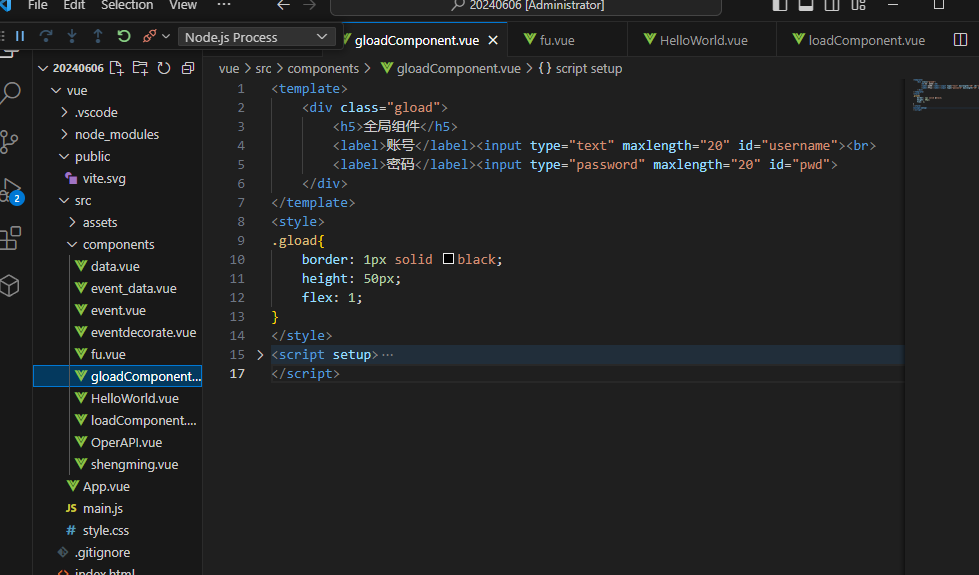 File Edit Selection View ··· ← → 20240606 [Administrator]
Node.js Process gloadComponent.vue × fu.vue HelloWorld.vue loadComponent.vue
20240606 vue > src > components > gloadComponent.vue > {} script setup
vue
.vscode
node_modules
public
vite.svg
src
2
assets
components
data.vue
event_data.vue
event.vue
eventdecorate.vue
fu.vue
gloadComponent...
HelloWorld.vue
loadComponent....
OperAPI.vue
shengming.vue
App.vue
JS main.js
# style.css
.gitignore
index.html
1 <template>
2 <div class="gload">
3 <h5>全局组件</h5>
4 <label>账号</label><input type="text" maxlength="20" id="username"><br>
5 <label>密码</label><input type="password" maxlength="20" id="pwd">
6 </div>
7 </template>
8 <style>
9 .gload{
10 border: 1px solid black;
11 height: 50px;
12 flex: 1;
13 }
14 </style>
15 <script setup>···
17 </script>